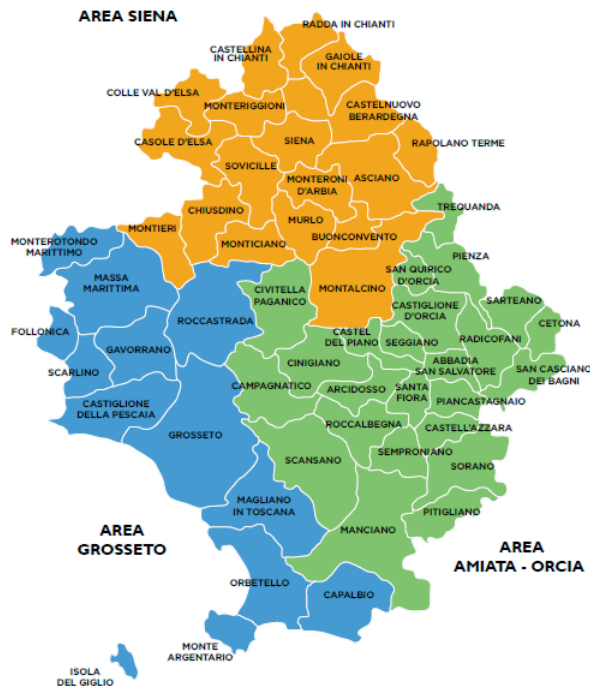 AREA SIENA
RADDA IN CHIANTI
CASTELLINA
IN CHIANTI
GAIOLE
IN CHIANTI
COLLE VAL D'ELSA
MONTERIGGIONI
CASTELNUOVO
BERARDEGNA
CASOLE D'ELSA
SIENA
RAPOLANO TERME
SOVICILLE
MONTERONI
D'ARBIA
ASCIANO
TREQUANDA
CHIUSDINO
MURLO
MONTIERI
MONTICIANO
BUONCONVENTO
MONTEROTONDO
MARITTIMO
PIENZA
MASSA
MARITTIMA
CIVITELLA
PAGANICO
MONTALCINO
SAN QUIRICO
D'ORCIA
SARTEANO
CASTIGLIONE
D'ORCIA
CETONA
FOLLONICA
ROCCASTRADA
CASTEL
DEL PIANO
SEGGIANO
RADICOFANI
GAVORRANO
CINIGIANO
ABBADIA
SAN SALVATORE
SAN CASCIANO
DEI BAGNI
SCARLINO
CAMPAGNATICO
ARCIDOSSO
SANTA
FIORA
PIANCASTAGNAIO
CASTIGLIONE
DELLA PESCAIA
ROCCALBEGNA
CASTELL'AZZARA
GROSSETO
SCANSANO
SEMPRONIANO
SORANO
MAGLIANO
IN TOSCANA
PITIGLIANO
MANCIANO
AREA
GROSSETO
AREA
AMIATA - ORCIA
ORBETELLO
CAPALBIO
MONTE
ARGENTARIO
ISOLA
DEL GIGLIO